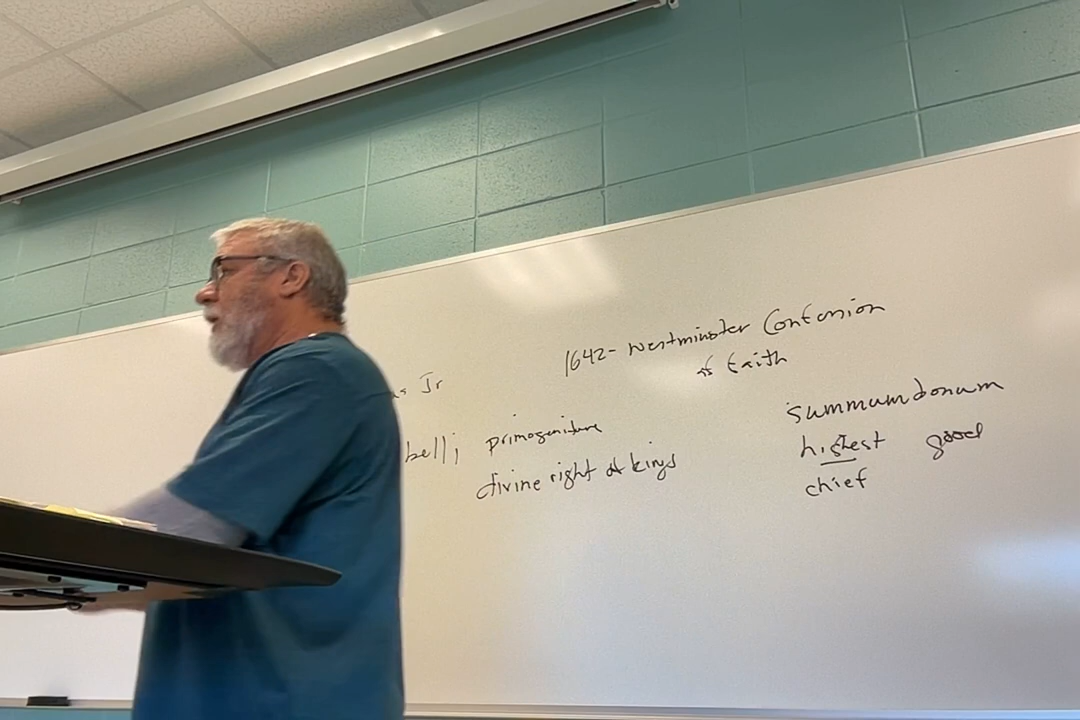 1642- Westminster Confession
of faith
Jr
belli primogeniture
divine right of kings
summum bonum
highest good
chief